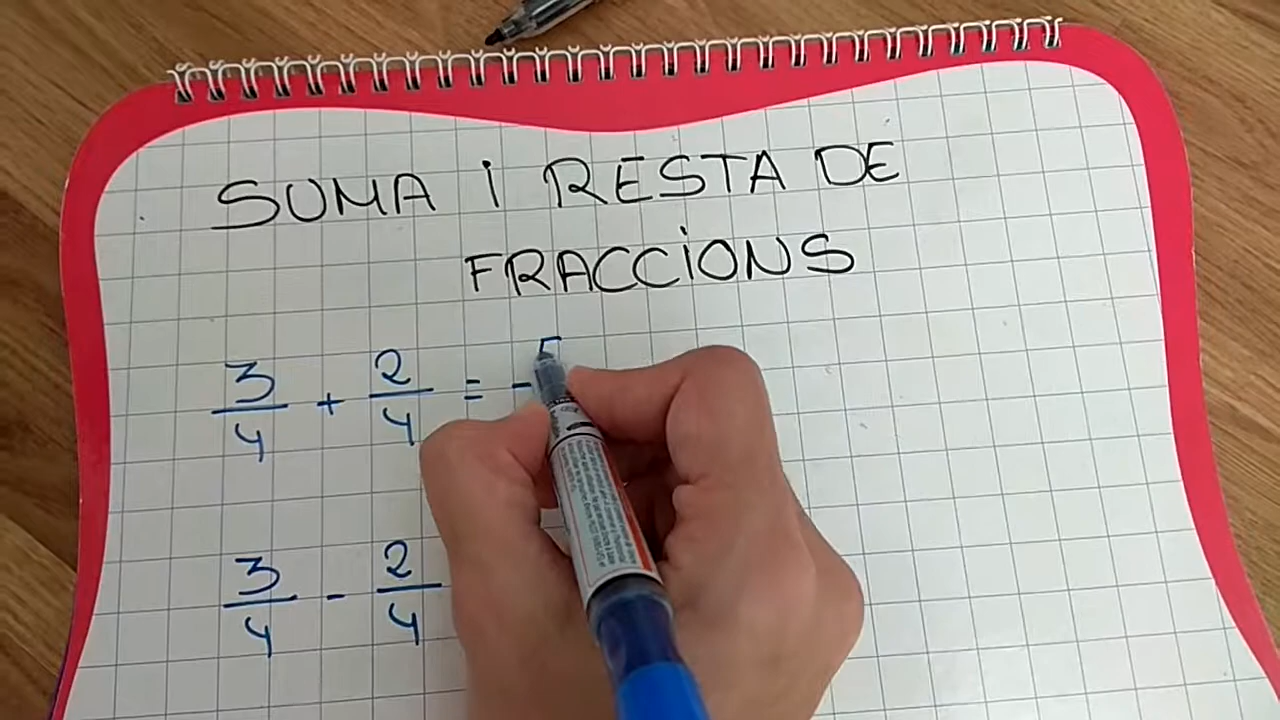 SUMA I RESTA DE
FRACCIONS
3/4 + 2/4 = 5
3/4 - 2/4